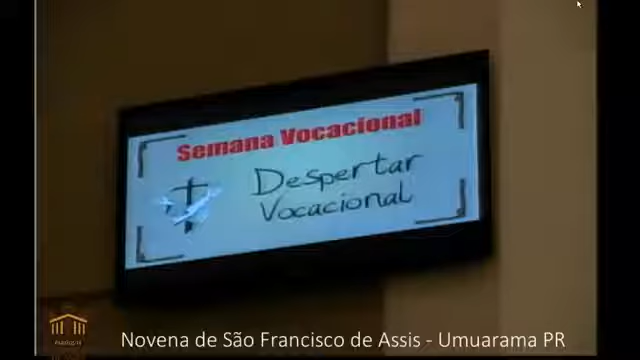 Semana Vocacional
Despertar
Vocacional
Novena de São Francisco de Assis - Umuarama PR